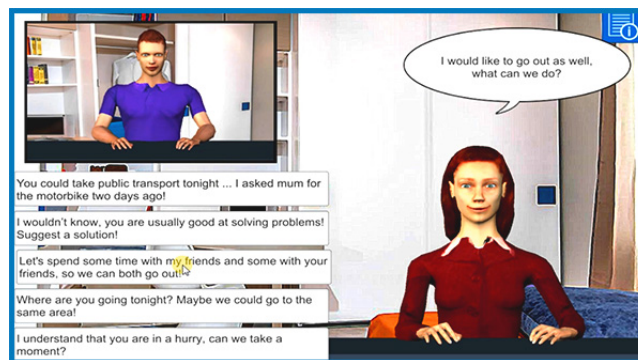 I would like to go out as well,
what can we do?
You could take public transport tonight ... I asked mum for
the motorbike two days ago!
I wouldn't know, you are usually good at solving problems!
Suggest a solution!
Let's spend some time with my friends and some with your
friends, so we can both go out!
Where are you going tonight? Maybe we could go to the
same area!
I understand that you are in a hurry, can we take a
moment?